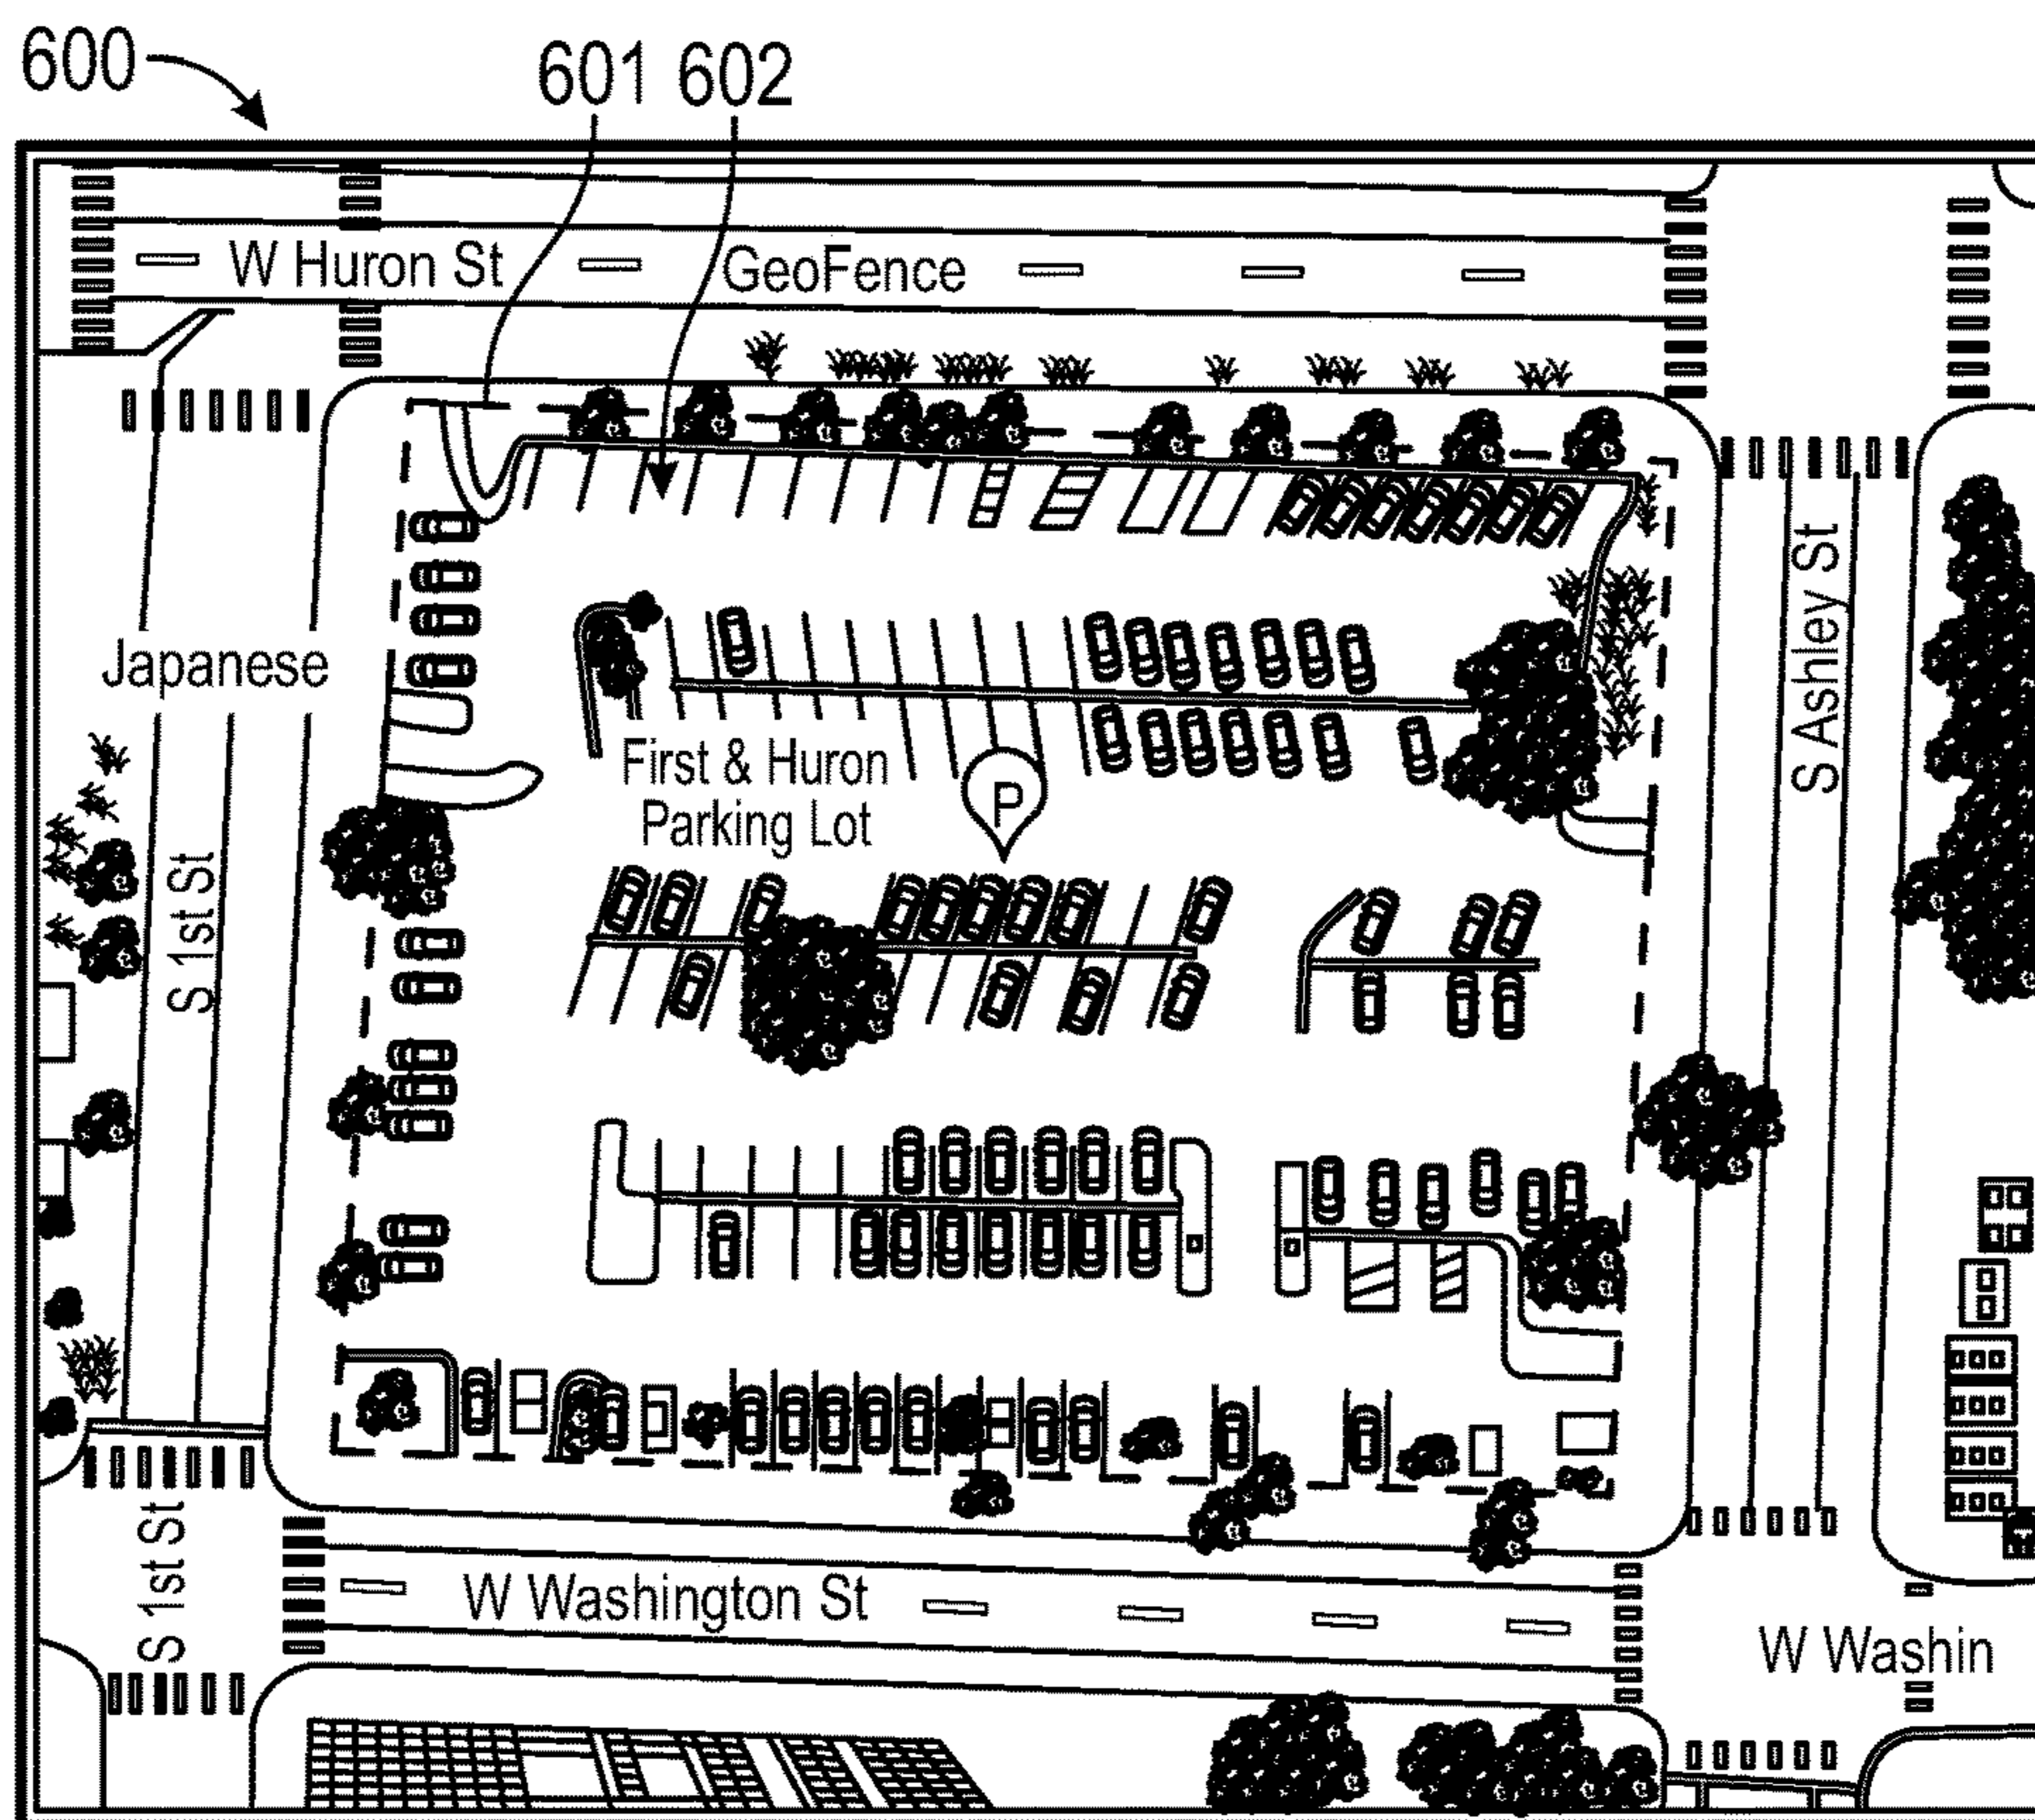 600
601 602
W Huron St
GeoFence
Japanese
S Ashley St
First & Huron
Parking Lot
P
S 1st St
S 1st St
W Washington St
W Washin